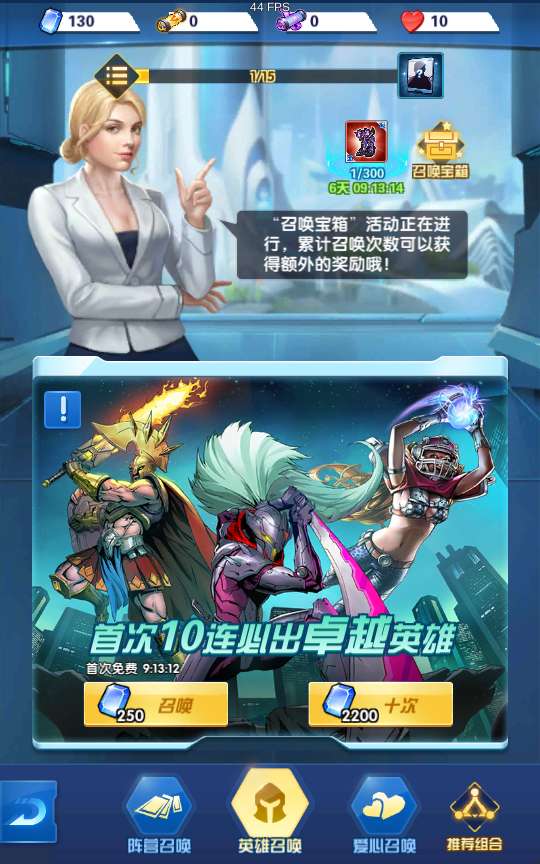 44 FPS
130
0
0
10
1/15
1/300
6天 09:13:14
召唤宝箱
“召唤宝箱”活动正在进
行，累计召唤次数可以获
得额外的奖励哦！
首次10连必出卓越英雄
首次免费 9:13:12
250 召唤
2200 十次
阵营召唤
英雄召唤
爱心召唤
推荐组合